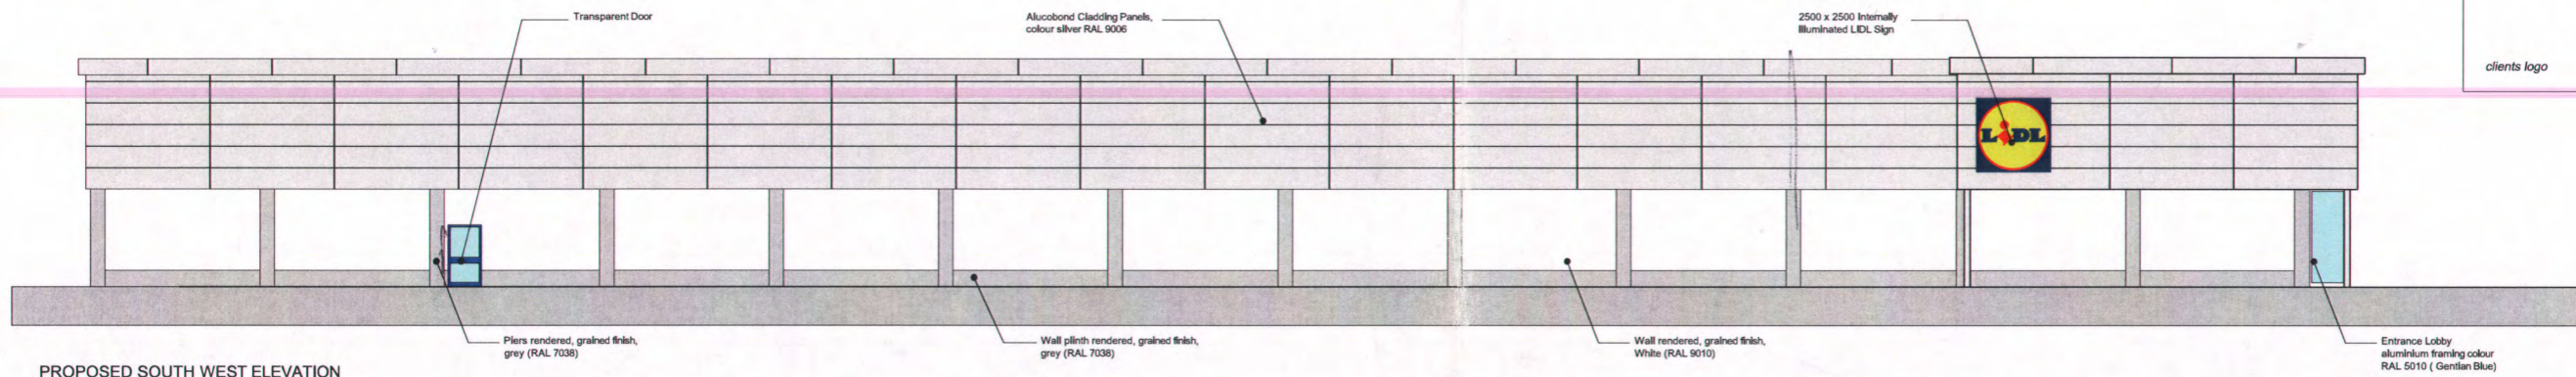 Transparent Door
Alucobond Cladding Panels,
colour silver RAL 9006
2500 x 2500 Internally
Illuminated LIDL Sign
clients logo
LIDL
Piers rendered, grained finish,
grey (RAL 7038)
Wall plinth rendered, grained finish,
grey (RAL 7038)
Wall rendered, grained finish,
White (RAL 9010)
Entrance Lobby
aluminium framing colour
RAL 5010 ( Gentian Blue)
PROPOSED SOUTH WEST ELEVATION